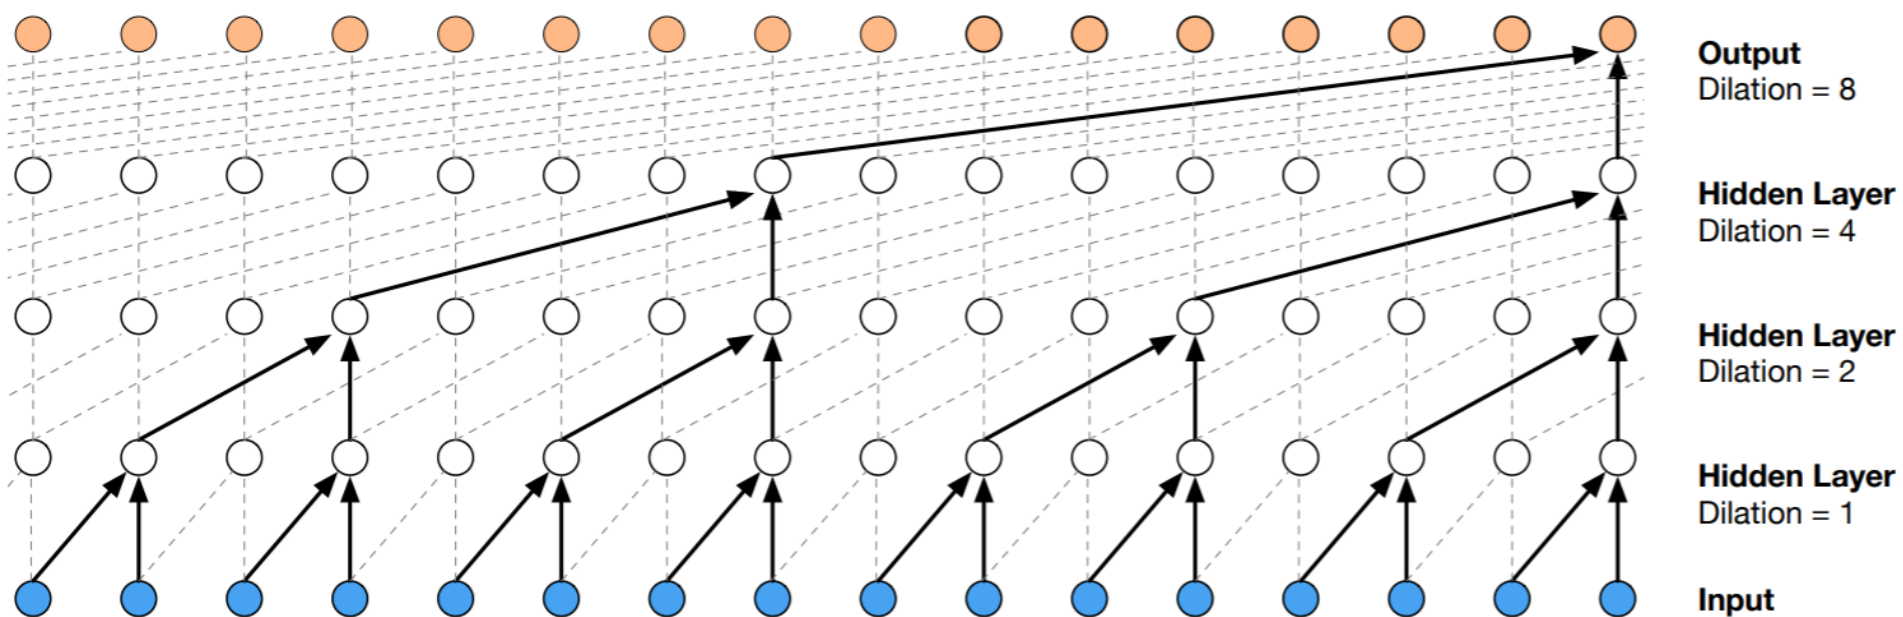 Output
Dilation = 8
Hidden Layer
Dilation = 4
Hidden Layer
Dilation = 2
Hidden Layer
Dilation = 1
Input